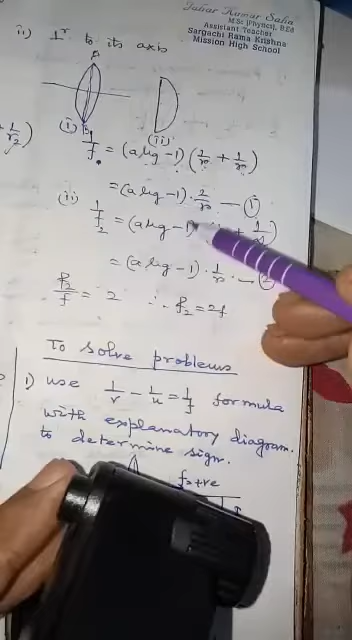 Johar Kumar Saha
M.Sc (Physics), B.Ed
Assistant Teacher
Sargachi Rama Krishna
Mission High School
ii) ⊥r to its axis
A
B
(i)
(ii)
1/f = (aμg-1)(1/r + 1/r)
= (aμg-1)·2/r — ①
(ii) 1/f2 = (aμg-1)
= (aμg-1)·1/r —
f2/f = 2 ∴ f2 = 2f
To solve problems
1) use 1/v - 1/u = 1/f formula
with explanatory diagram.
to determine sign.
f=+ve